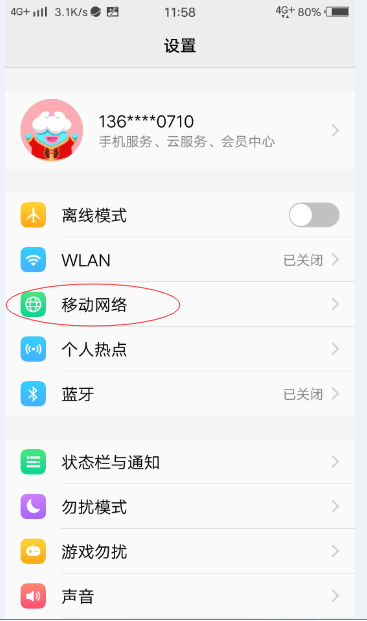 4G+ 3.1K/s 11:58 4G+ 80%
设置
136****0710
手机服务、云服务、会员中心
离线模式
WLAN 已关闭
移动网络
个人热点
蓝牙 已关闭
状态栏与通知
勿扰模式
游戏勿扰
声音